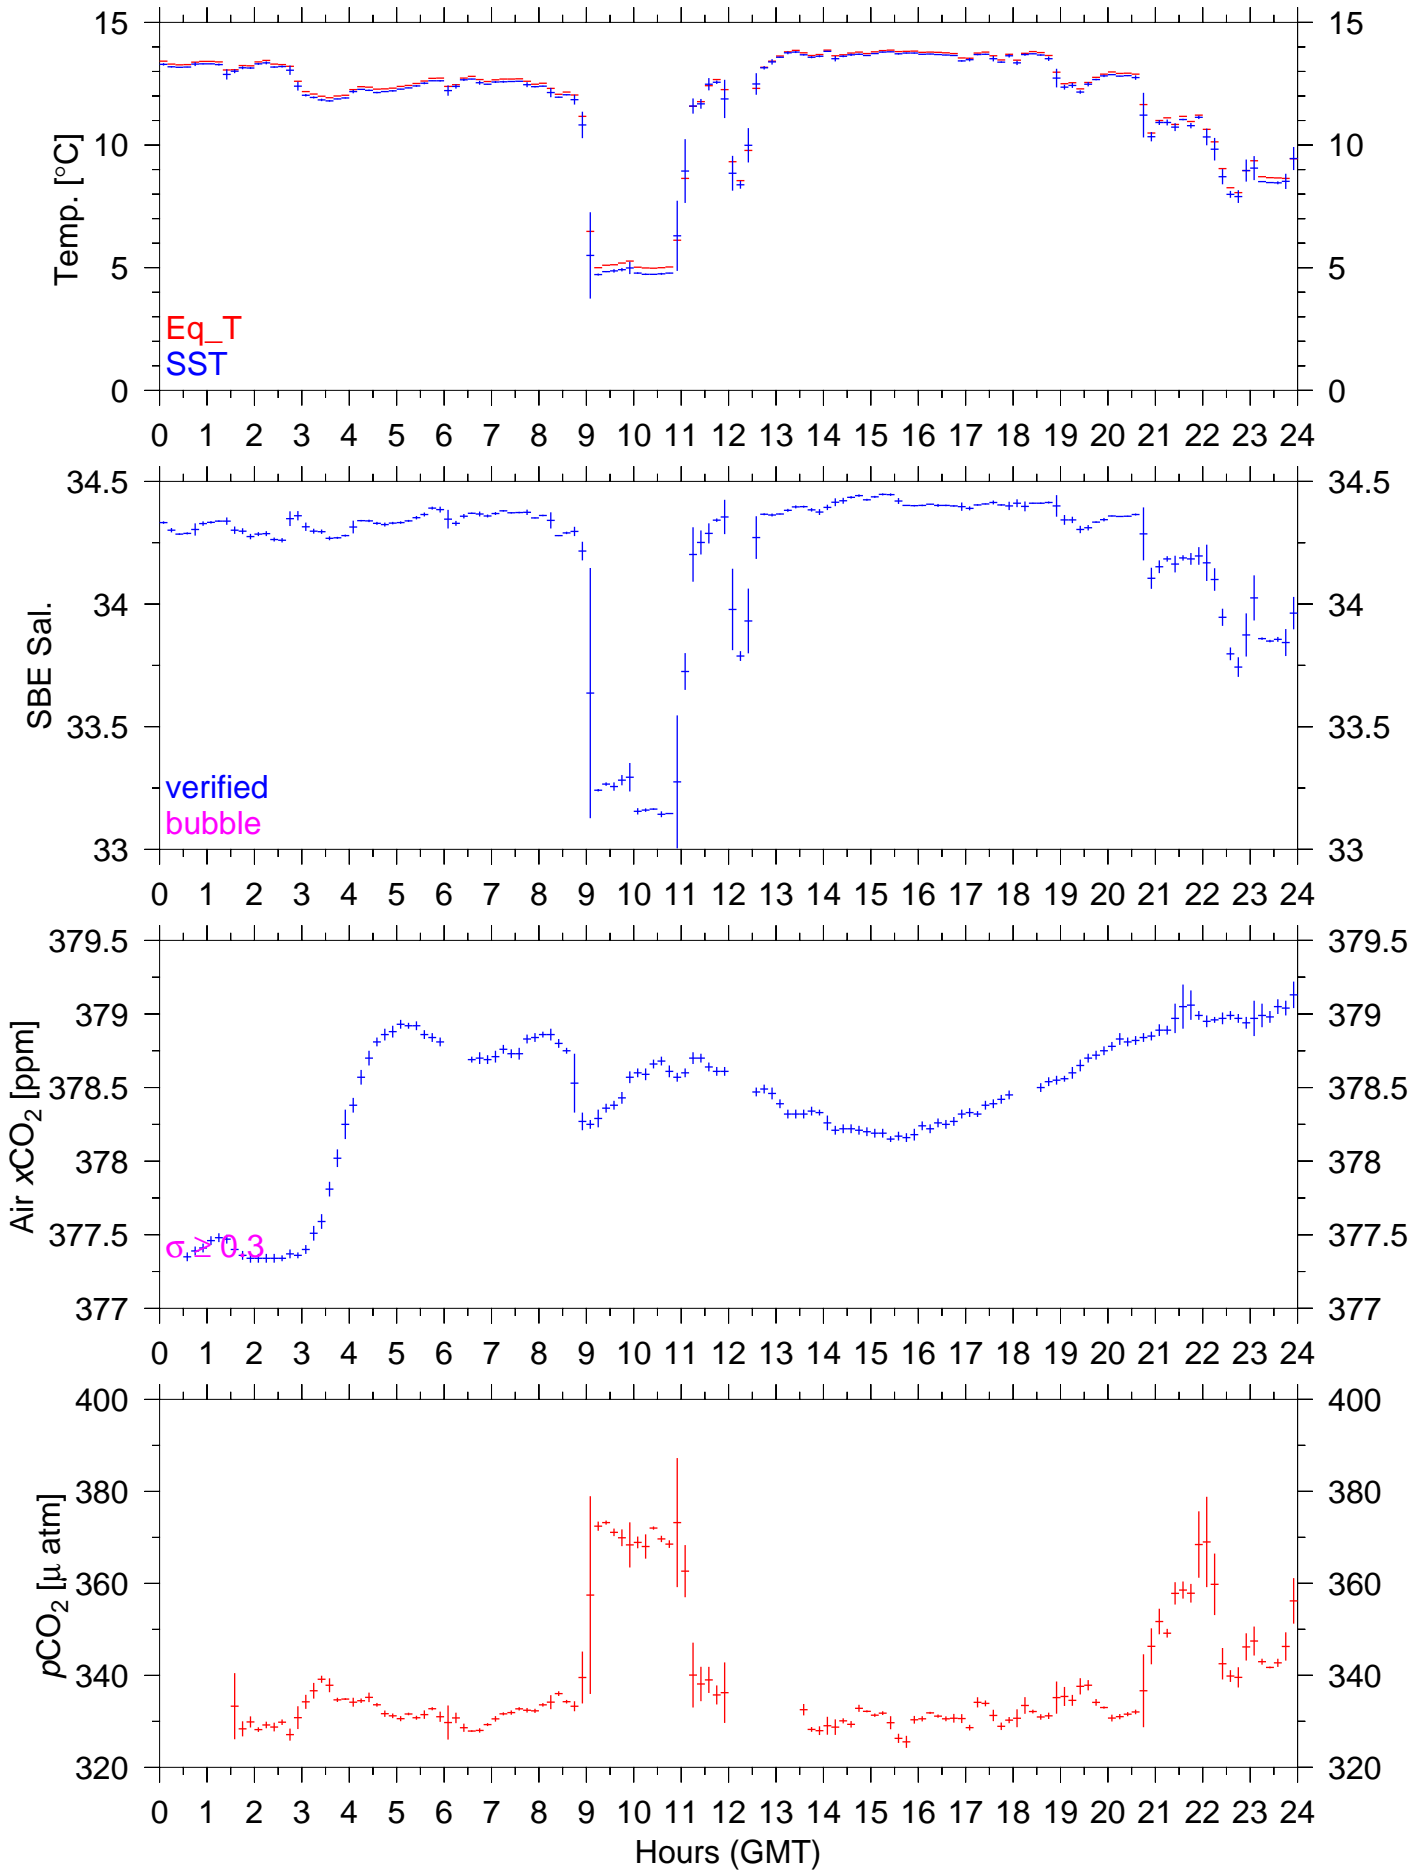 15 15
10 10
Temp. [°C]
5 5
Eq_T
SST
0 0
0 1 2 3 4 5 6 7 8 9 10 11 12 13 14 15 16 17 18 19 20 21 22 23 24
34.5 34.5
34 34
SBE Sal.
33.5 33.5
verified
bubble
33 33
0 1 2 3 4 5 6 7 8 9 10 11 12 13 14 15 16 17 18 19 20 21 22 23 24
379.5 379.5
379 379
378.5 378.5
Air xCO₂ [ppm]
378 378
377.5 377.5
σ ≥ 0.3
377 377
0 1 2 3 4 5 6 7 8 9 10 11 12 13 14 15 16 17 18 19 20 21 22 23 24
400 400
380 380
pCO₂ [μ atm]
360 360
340 340
320 320
0 1 2 3 4 5 6 7 8 9 10 11 12 13 14 15 16 17 18 19 20 21 22 23 24
Hours (GMT)